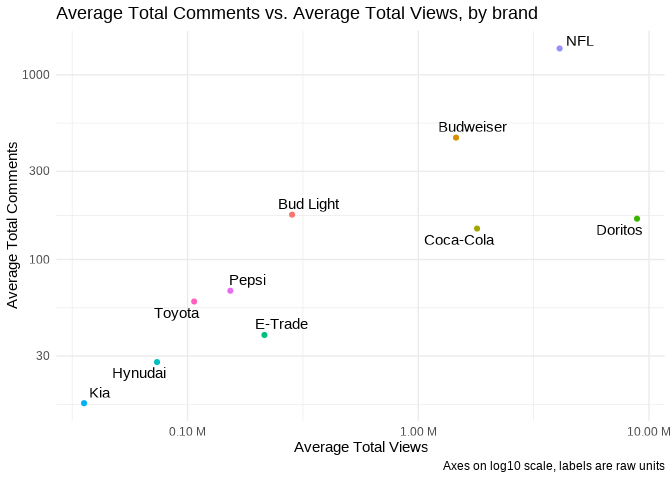 Average Total Comments vs. Average Total Views, by brand
NFL
1000
Budweiser
300
Bud Light
Doritos
Coca-Cola
100
Pepsi
Toyota
E-Trade
30
Hynudai
Kia
0.10 M
1.00 M
10.00 M
Average Total Views
Average Total Comments
Axes on log10 scale, labels are raw units